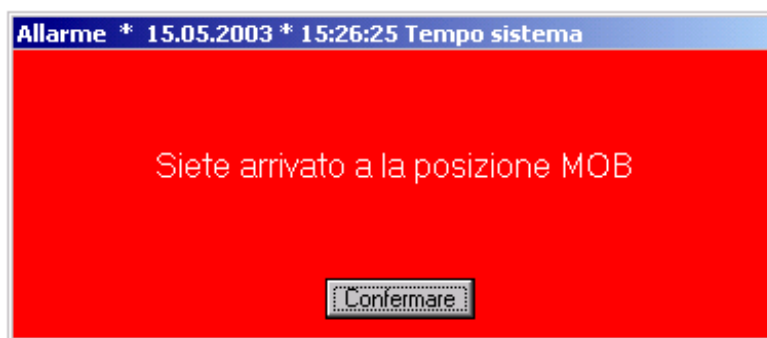 Allarme * 15.05.2003 * 15:26:25 Tempo sistema
Siete arrivato a la posizione MOB
Confermare